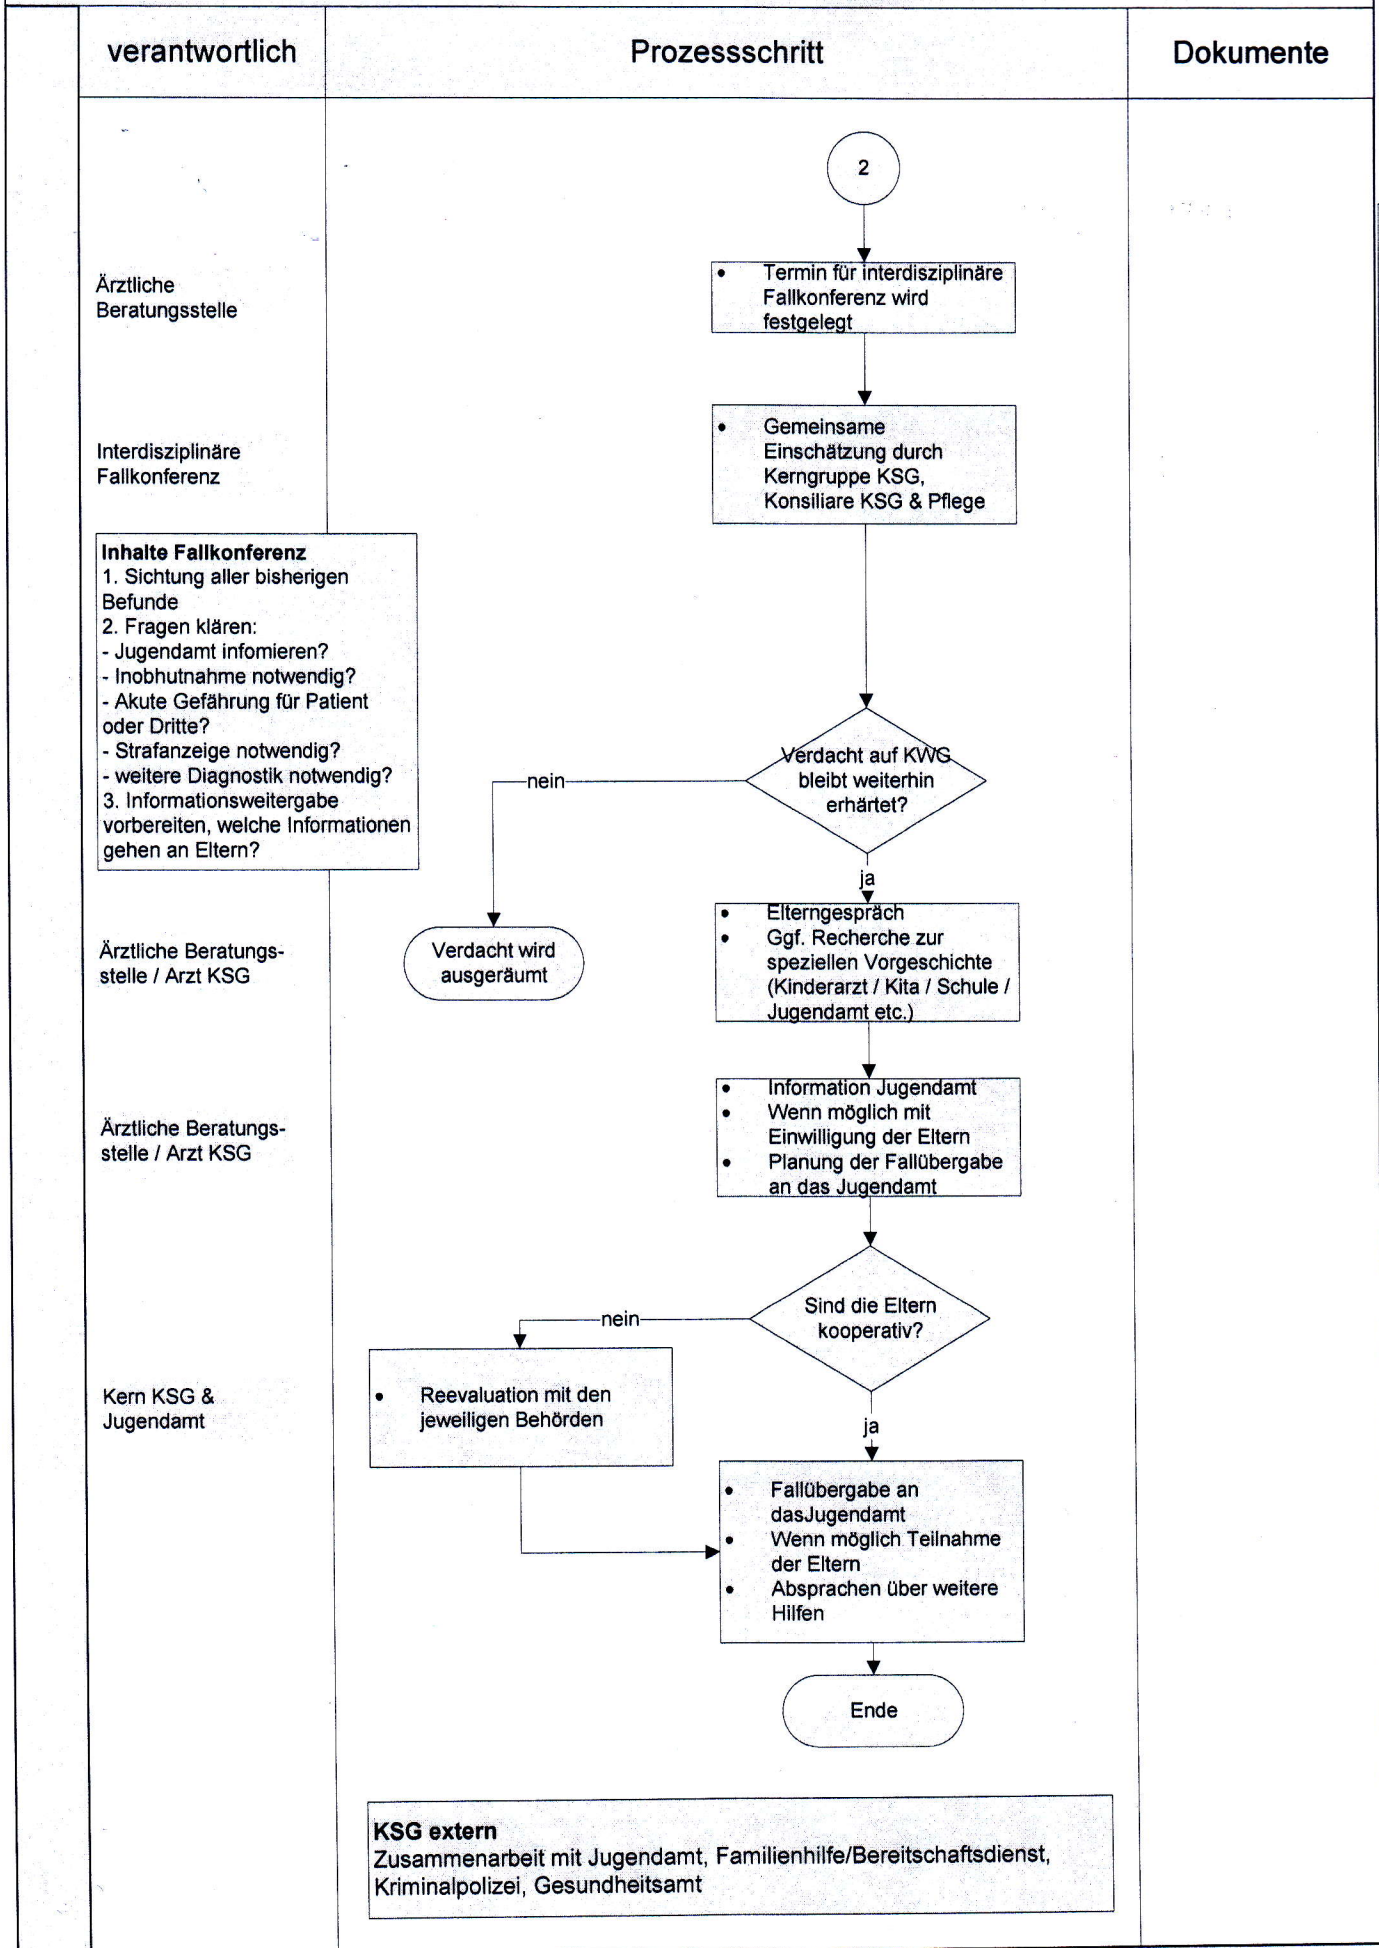 verantwortlich
Prozessschritt
Dokumente
2
Ärztliche
Beratungsstelle
• Termin für interdisziplinäre
Fallkonferenz wird
festgelegt
Interdisziplinäre
Fallkonferenz
• Gemeinsame
Einschätzung durch
Kerngruppe KSG,
Konsiliare KSG & Pflege
Inhalte Fallkonferenz
1. Sichtung aller bisherigen
Befunde
2. Fragen klären:
- Jugendamt infomieren?
- Inobhutnahme notwendig?
- Akute Gefährung für Patient
oder Dritte?
- Strafanzeige notwendig?
- weitere Diagnostik notwendig?
3. Informationsweitergabe
vorbereiten, welche Informationen
gehen an Eltern?
Verdacht auf KWG
bleibt weiterhin
erhärtet?
nein
ja
Ärztliche Beratungs-
stelle / Arzt KSG
Verdacht wird
ausgeräumt
• Elterngespräch
• Ggf. Recherche zur
speziellen Vorgeschichte
(Kinderarzt / Kita / Schule /
Jugendamt etc.)
Ärztliche Beratungs-
stelle / Arzt KSG
• Information Jugendamt
• Wenn möglich mit
Einwilligung der Eltern
• Planung der Fallübergabe
an das Jugendamt
Sind die Eltern
kooperativ?
nein
ja
Kern KSG &
Jugendamt
• Reevaluation mit den
jeweiligen Behörden
• Fallübergabe an
dasJugendamt
• Wenn möglich Teilnahme
der Eltern
• Absprachen über weitere
Hilfen
Ende
KSG extern
Zusammenarbeit mit Jugendamt, Familienhilfe/Bereitschaftsdienst,
Kriminalpolizei, Gesundheitsamt